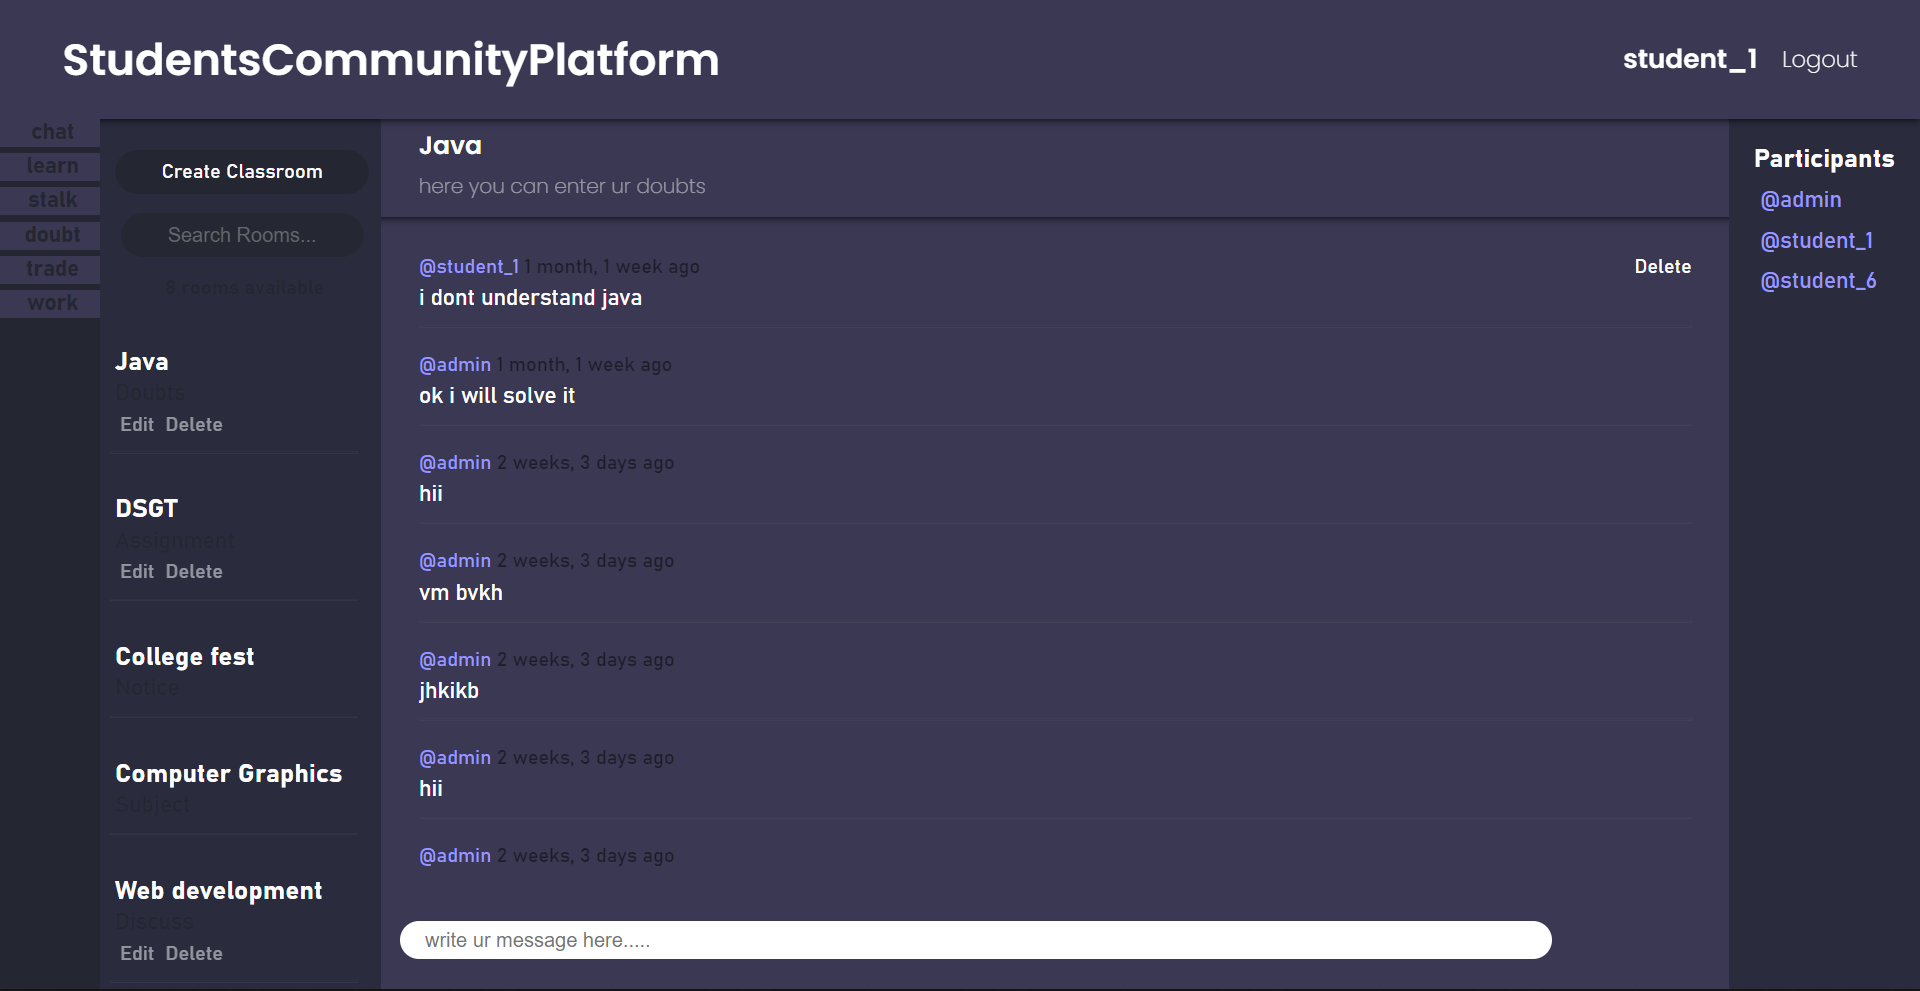 StudentsCommunityPlatform
student_1 Logout
chat
learn
stalk
doubt
trade
work
Create Classroom
Search Rooms...
8 rooms available
Java
Doubts
Edit Delete
DSGT
Assignment
Edit Delete
College fest
Notice
Computer Graphics
Subject
Web development
Discuss
Edit Delete
Java
here you can enter ur doubts
@student_1 1 month, 1 week ago Delete
i dont understand java
@admin 1 month, 1 week ago
ok i will solve it
@admin 2 weeks, 3 days ago
hii
@admin 2 weeks, 3 days ago
vm bvkh
@admin 2 weeks, 3 days ago
jhkikb
@admin 2 weeks, 3 days ago
hii
@admin 2 weeks, 3 days ago
write ur message here.....
Participants
@admin
@student_1
@student_6